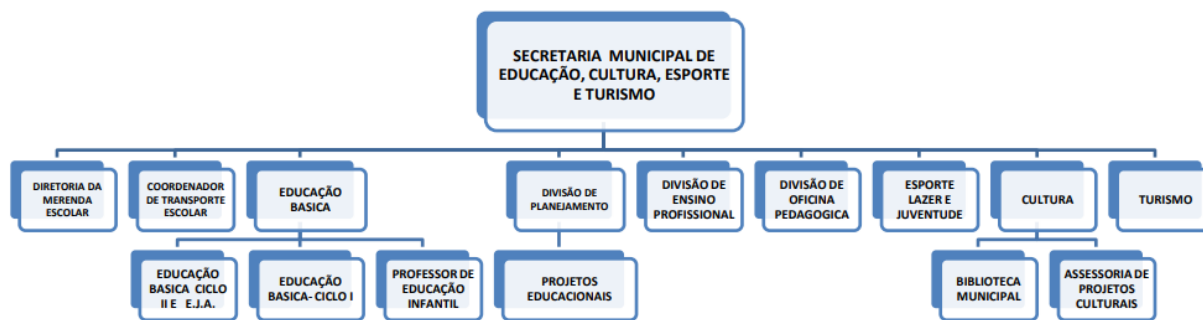 SECRETARIA MUNICIPAL DE
EDUCAÇÃO, CULTURA, ESPORTE
E TURISMO
DIRETORIA DA
MERENDA
ESCOLAR
COORDENADOR
DE TRANSPORTE
ESCOLAR
EDUCAÇÃO
BASICA
DIVISÃO DE
PLANEJAMENTO
DIVISÃO DE
ENSINO
PROFISSIONAL
DIVISÃO DE
OFICINA
PEDAGOGICA
ESPORTE
LAZER E
JUVENTUDE
CULTURA
TURISMO
EDUCAÇÃO
BASICA CICLO
II E E.J.A.
EDUCAÇÃO
BASICA- CICLO I
PROFESSOR DE
EDUCAÇÃO
INFANTIL
PROJETOS
EDUCACIONAIS
BIBLIOTECA
MUNICIPAL
ASSESSORIA DE
PROJETOS
CULTURAIS